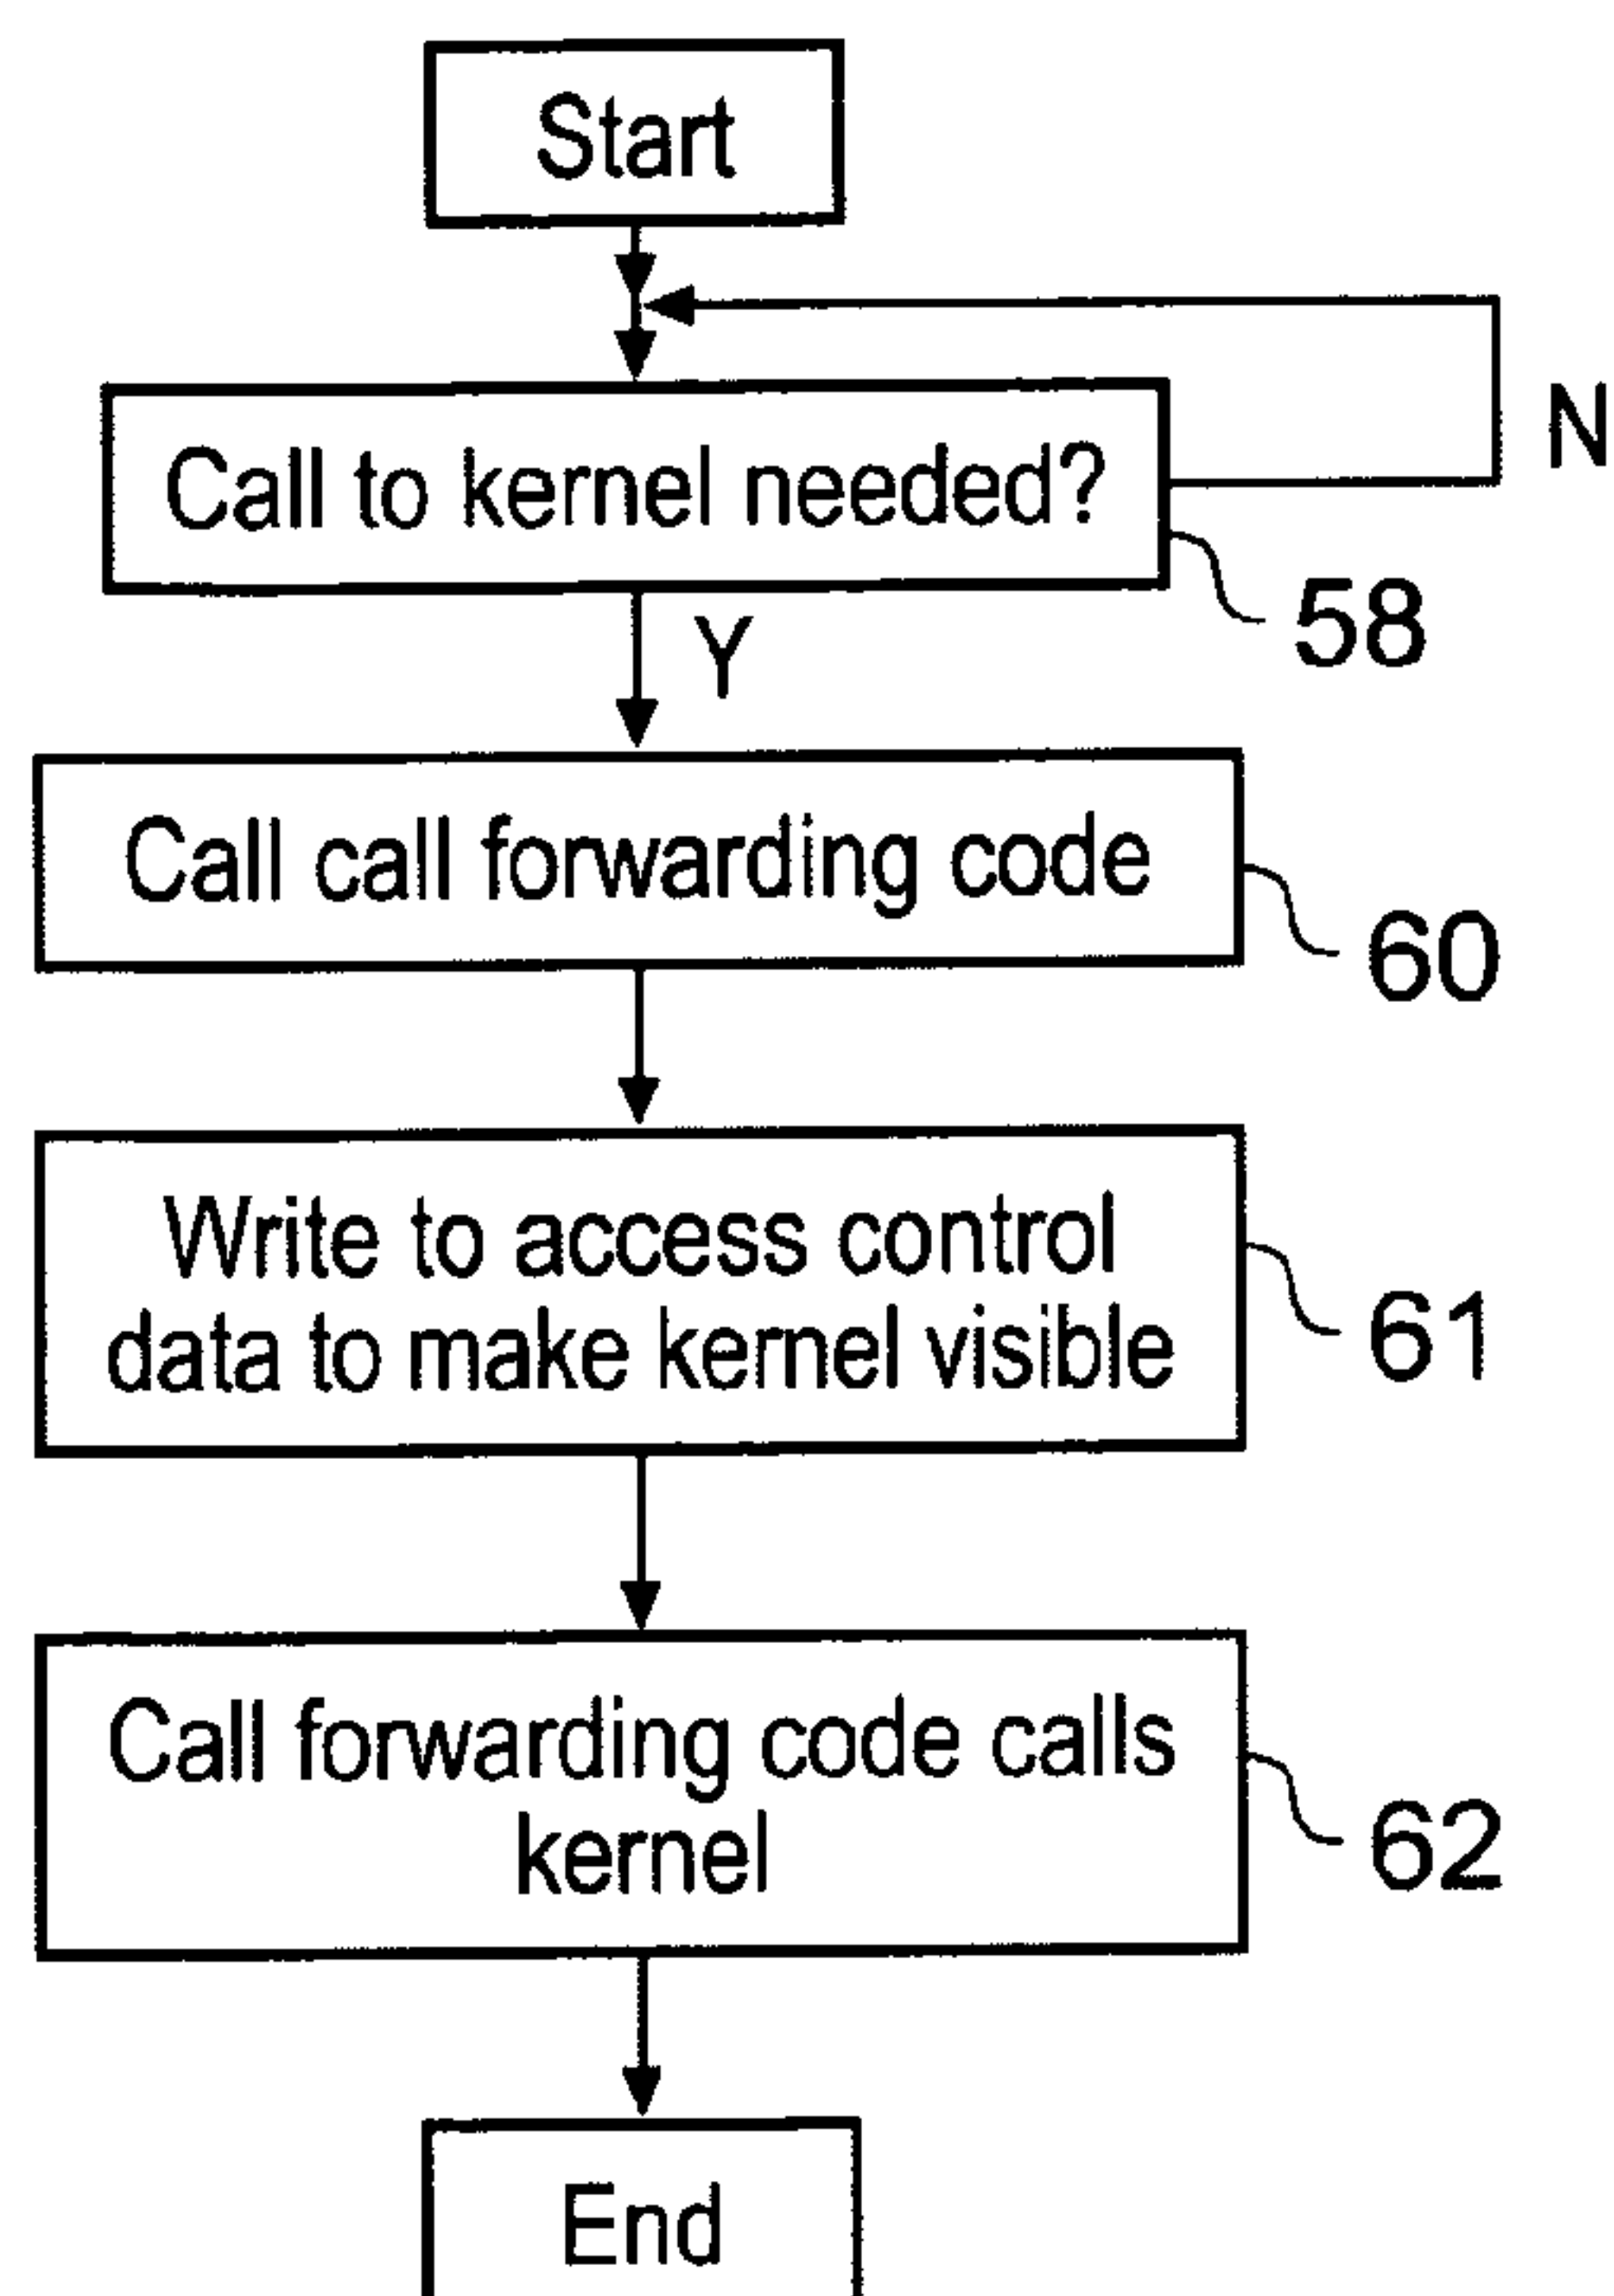 Start
N
Call to kernel needed?
58
Y
Call call forwarding code
60
Write to access control
data to make kernel visible
61
Call forwarding code calls
kernel
62
End